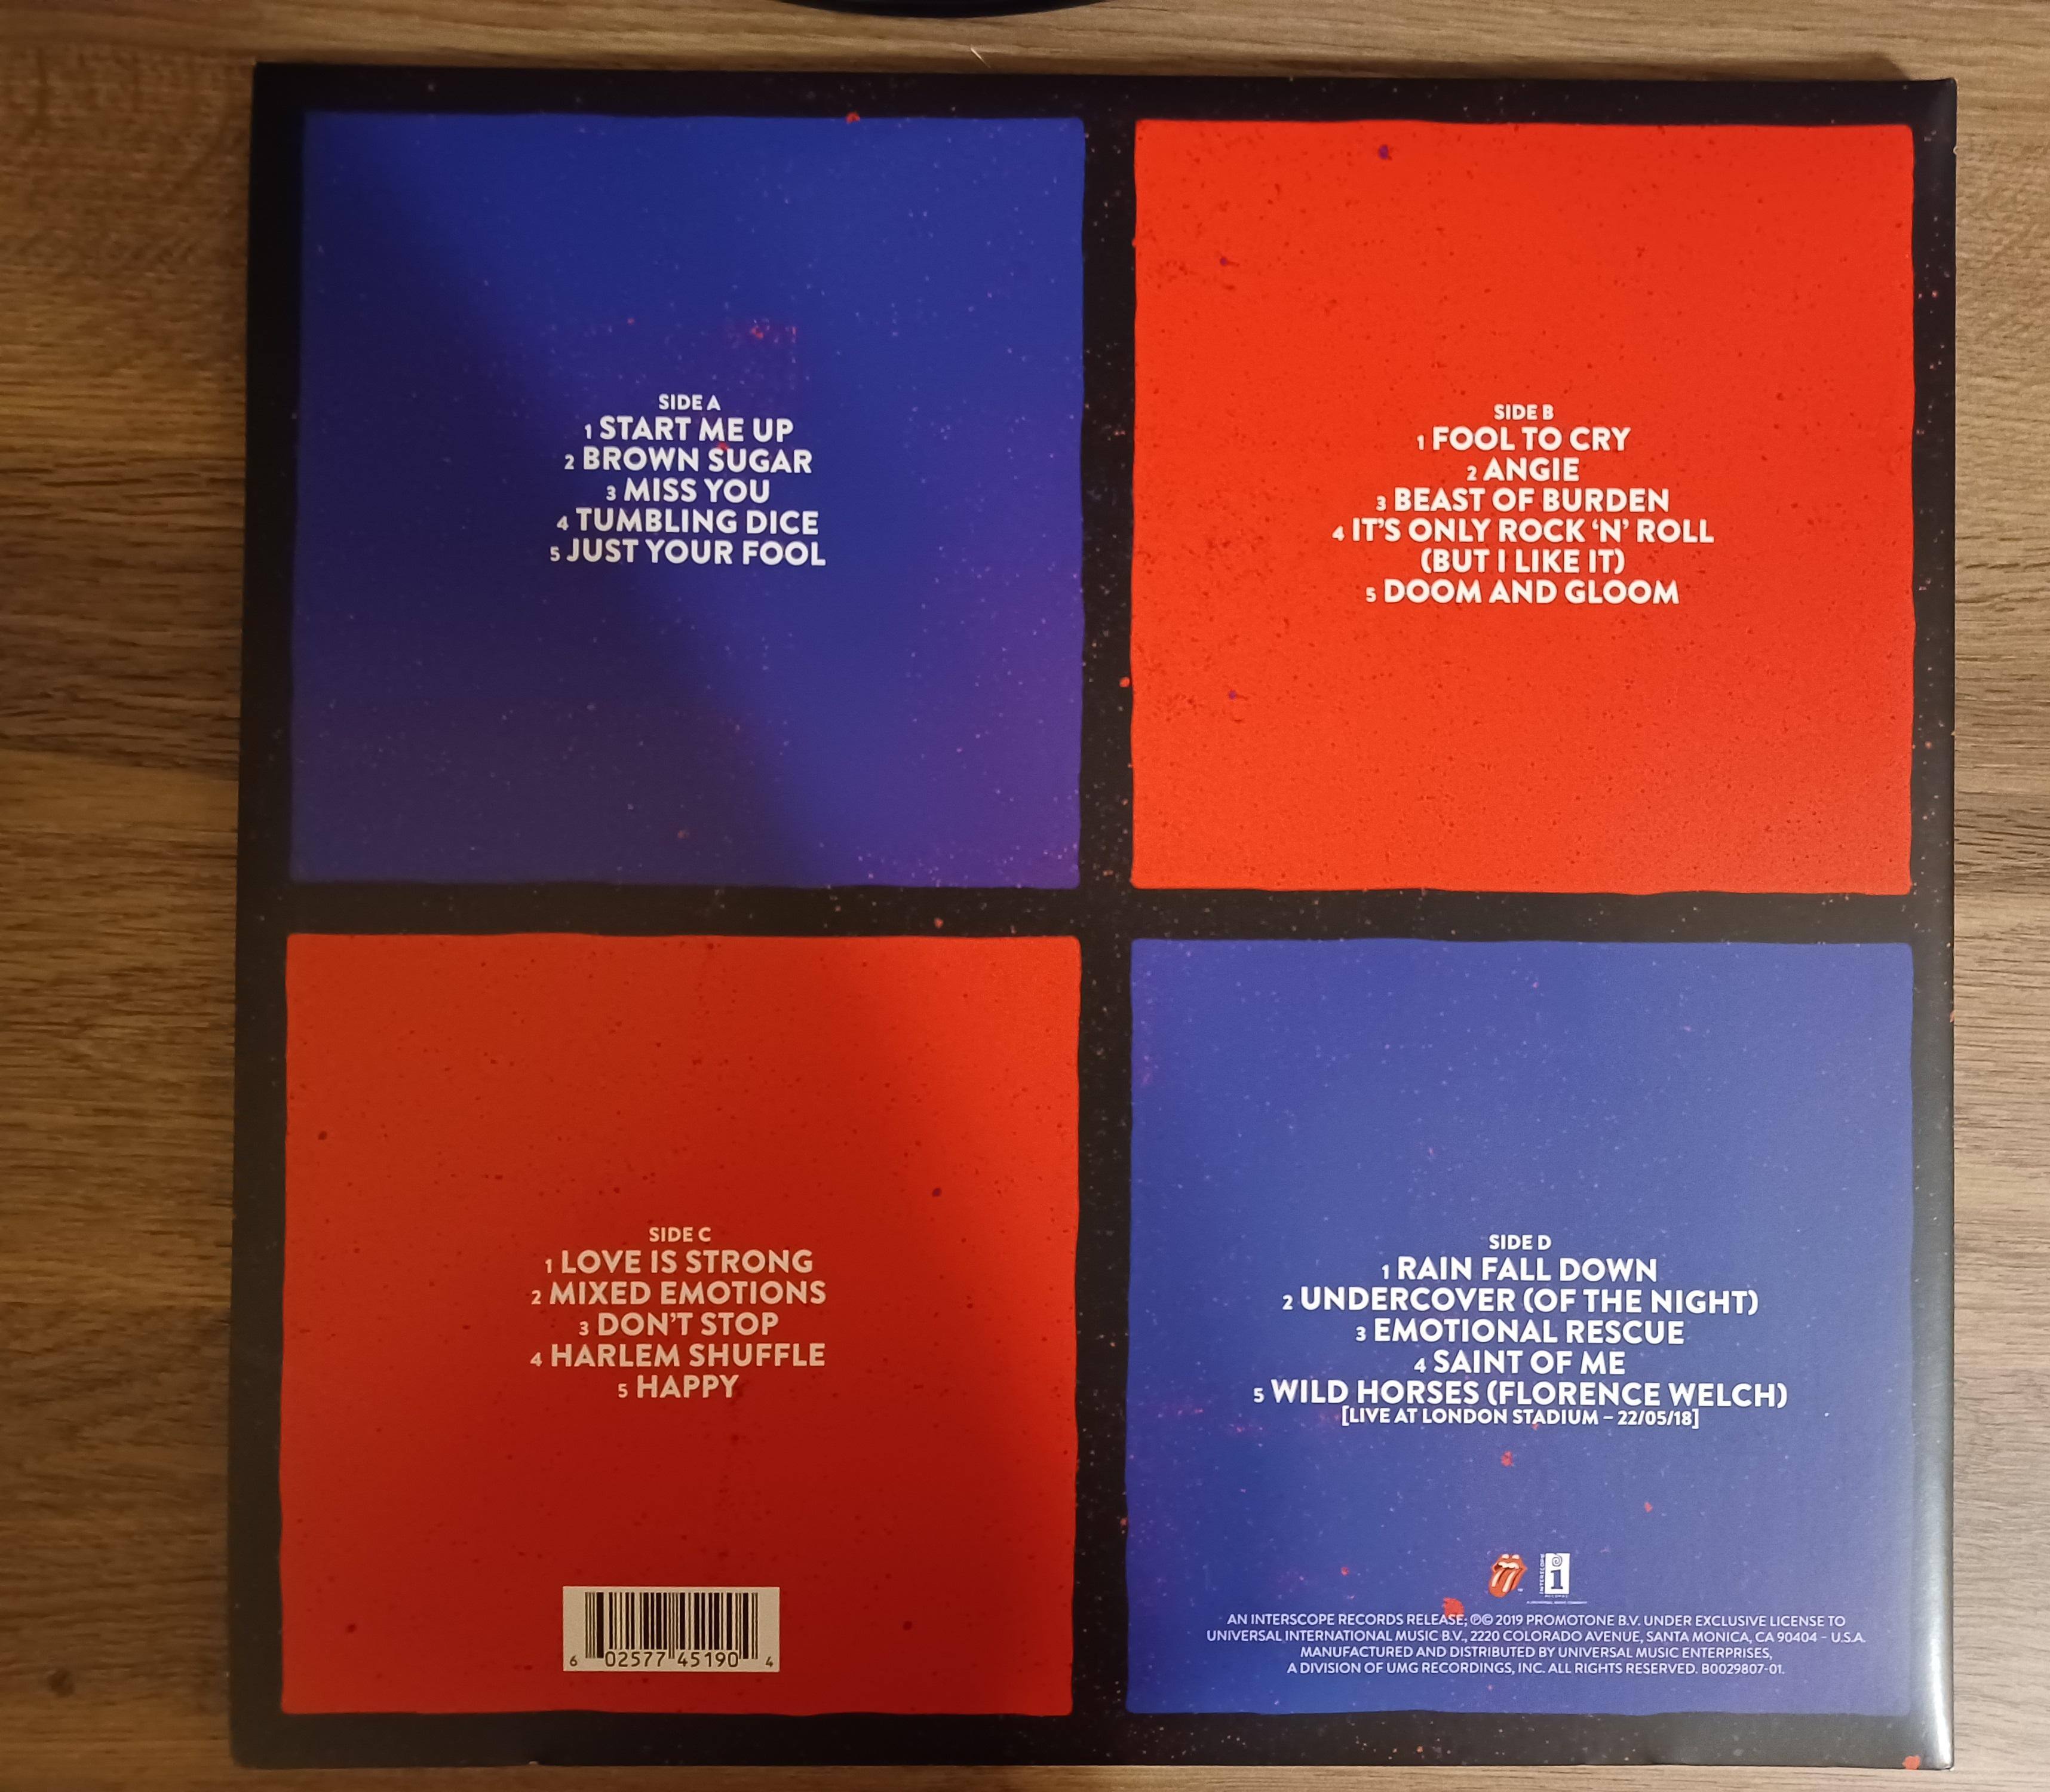 SIDE A
1 START ME UP
2 BROWN SUGAR
3 MISS YOU
4 TUMBLING DICE
5 JUST YOUR FOOL
SIDE B
1 FOOL TO CRY
2 ANGIE
3 BEAST OF BURDEN
4 IT'S ONLY ROCK 'N' ROLL
(BUT I LIKE IT)
5 DOOM AND GLOOM
SIDE C
1 LOVE IS STRONG
2 MIXED EMOTIONS
3 DON'T STOP
4 HARLEM SHUFFLE
5 HAPPY
6 02577 45190 4
SIDE D
1 RAIN FALL DOWN
2 UNDERCOVER (OF THE NIGHT)
3 EMOTIONAL RESCUE
4 SAINT OF ME
5 WILD HORSES (FLORENCE WELCH)
[LIVE AT LONDON STADIUM – 22/05/18]
INTERSCOPE
AN INTERSCOPE RECORDS RELEASE; ℗© 2019 PROMOTONE B.V. UNDER EXCLUSIVE LICENSE TO
UNIVERSAL INTERNATIONAL MUSIC B.V., 2220 COLORADO AVENUE, SANTA MONICA, CA 90404 – U.S.A.
MANUFACTURED AND DISTRIBUTED BY UNIVERSAL MUSIC ENTERPRISES,
A DIVISION OF UMG RECORDINGS, INC. ALL RIGHTS RESERVED. B0029807-01.